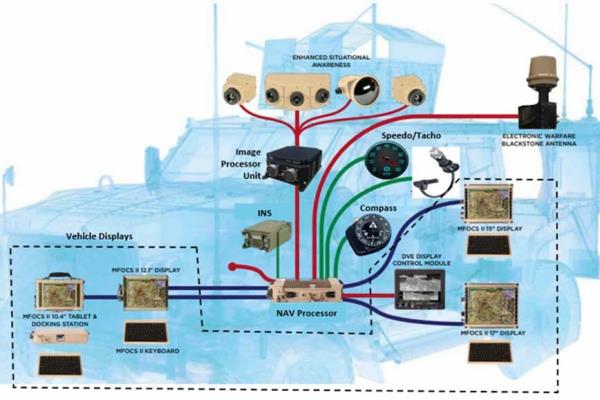 ENHANCED SITUATIONAL
AWARENESS
Speedo/Tacho
ELECTRONIC WARFARE
BLACKSTONE ANTENNA
Image
Processor
Unit
INS
Compass
Vehicle Displays
MFOCS II 15" DISPLAY
DVE DISPLAY
CONTROL MODULE
MFOCS II 12.1" DISPLAY
NAV Processor
MFOCS II 10.4" TABLET &
DOCKING STATION
MFOCS II KEYBOARD
MFOCS II 17" DISPLAY